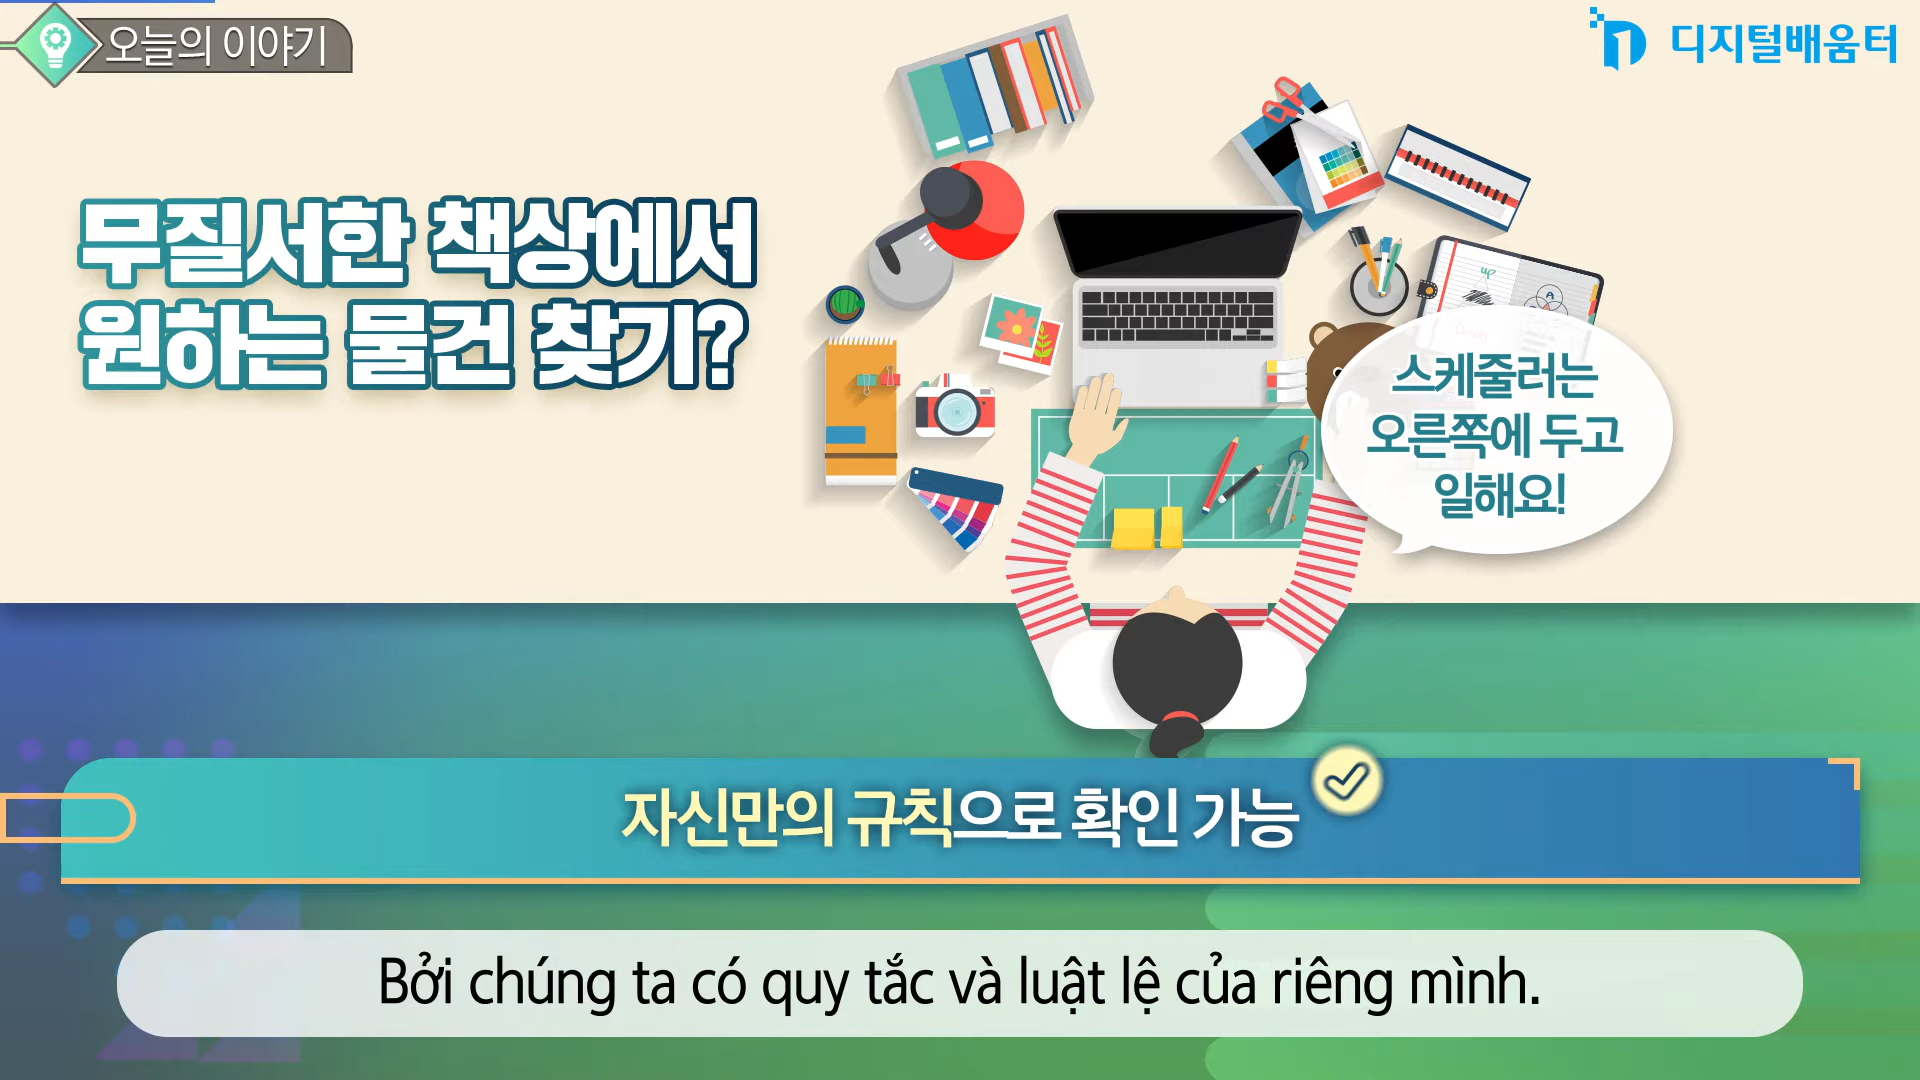 오늘의 이야기
디지털배움터
무질서한 책상에서
원하는 물건 찾기?
스케줄러는
오른쪽에 두고
일해요!
자신만의 규칙으로 확인 가능
Bởi chúng ta có quy tắc và luật lệ của riêng mình.